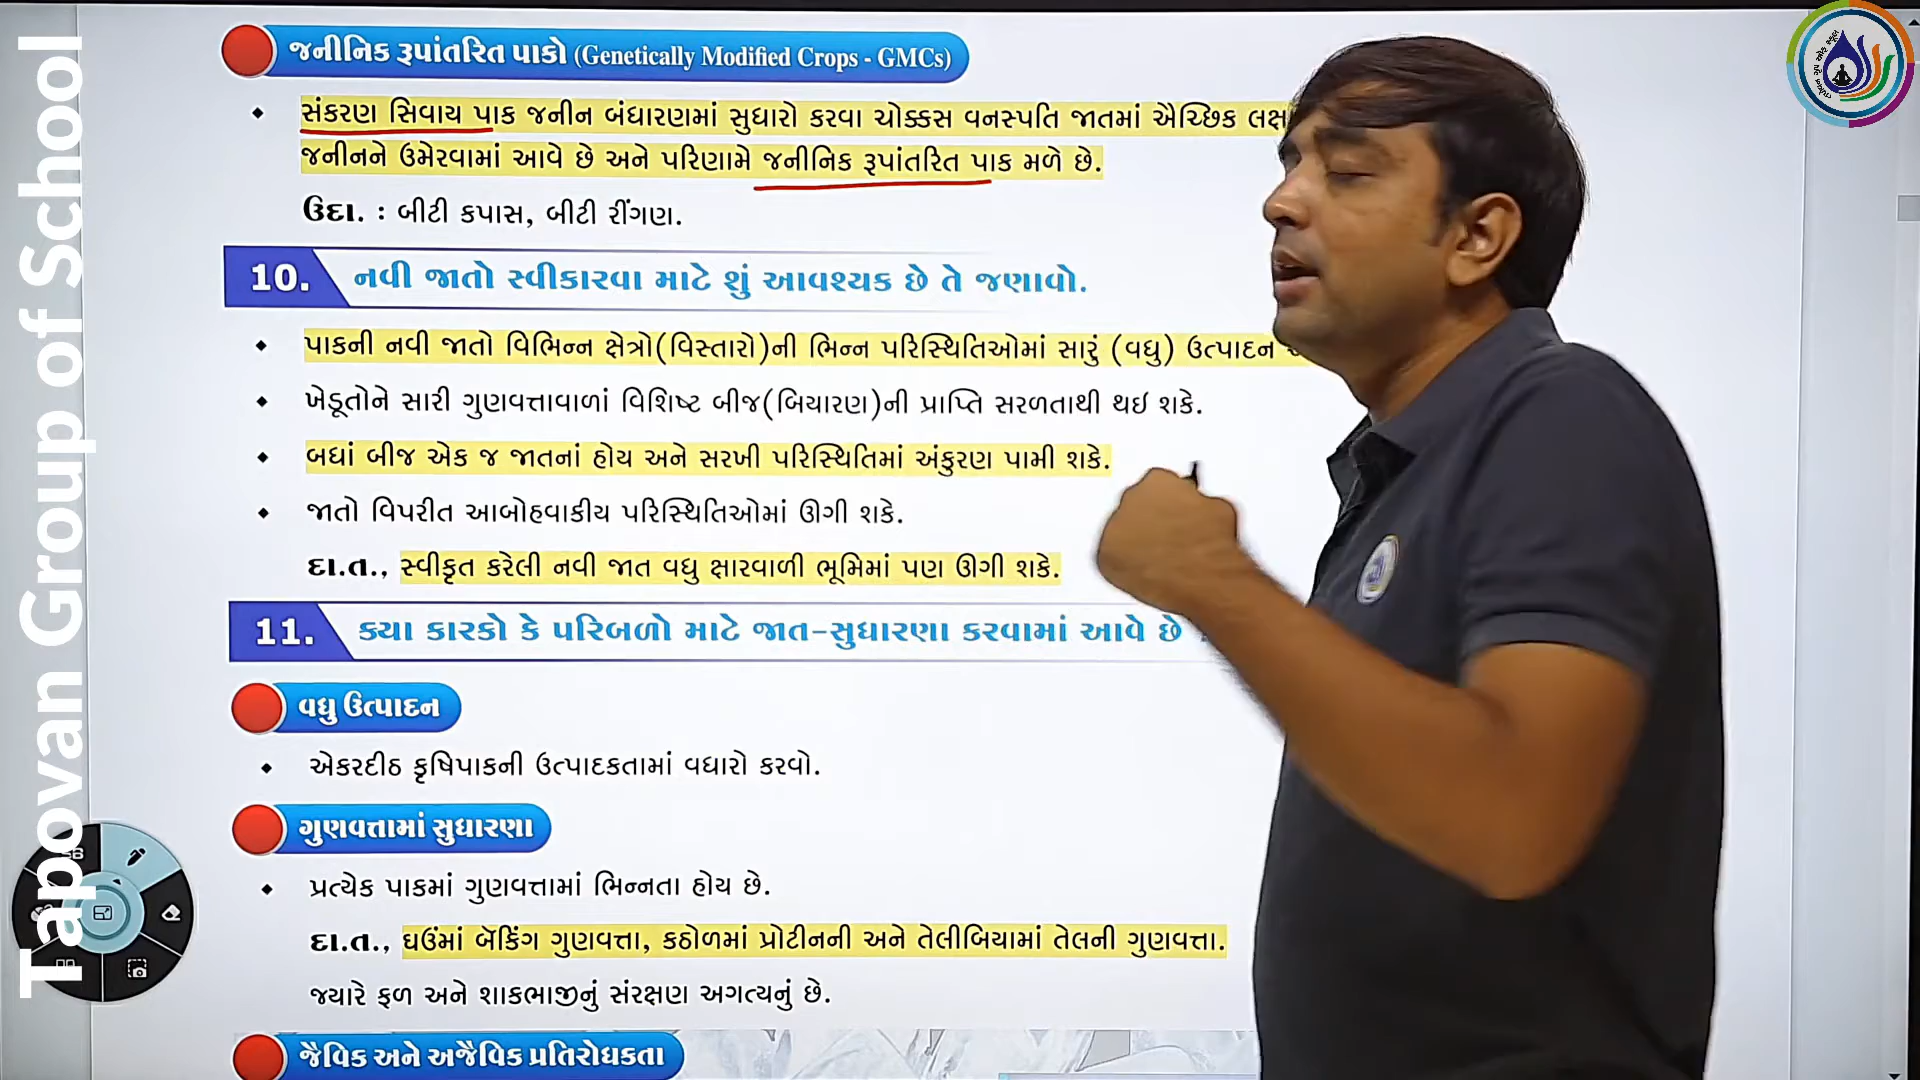 જનીનિક રૂપાંતરિત પાકો (Genetically Modified Crops - GMCs)
સંકરણ સિવાય પાક જનીન બંધારણમાં સુધારો કરવા ચોક્કસ વનસ્પતિ જાતમાં ઐચ્છિક
જનીનને ઉમેરવામાં આવે છે અને પરિણામે જનીનિક રૂપાંતરિત પાક મળે છે.
ઉદા. : બીટી કપાસ, બીટી રીંગણ.
10. નવી જાતો સ્વીકારવા માટે શું આવશ્યક છે તે જણાવો.
પાકની નવી જાતો વિભિન્ન ક્ષેત્રો(વિસ્તારો)ની ભિન્ન પરિસ્થિતિઓમાં સારું (વધુ) ઉત્પાદન
ખેડૂતોને સારી ગુણવત્તાવાળાં વિશિષ્ટ બીજ(બિયારણ)ની પ્રાપ્તિ સરળતાથી થઇ શકે.
બધાં બીજ એક જ જાતનાં હોય અને સરખી પરિસ્થિતિમાં અંકુરણ પામી શકે.
જાતો વિપરીત આબોહવાકીય પરિસ્થિતિઓમાં ઊગી શકે.
દા.ત., સ્વીકૃત કરેલી નવી જાત વધુ ક્ષારવાળી ભૂમિમાં પણ ઊગી શકે.
11. ક્યા કારકો કે પરિબળો માટે જાત-સુધારણા કરવામાં આવે છે
વધુ ઉત્પાદન
એકરદીઠ કૃષિપાકની ઉત્પાદકતામાં વધારો કરવો.
ગુણવત્તામાં સુધારણા
પ્રત્યેક પાકમાં ગુણવત્તામાં ભિન્નતા હોય છે.
દા.ત., ઘઉંમાં બૅકિંગ ગુણવત્તા, કઠોળમાં પ્રોટીનની અને તેલીબિયામાં તેલની ગુણવત્તા.
જ્યારે ફળ અને શાકભાજીનું સંરક્ષણ અગત્યનું છે.
જૈવિક અને અજૈવિક પ્રતિરોધકતા
Tapovan Group of School